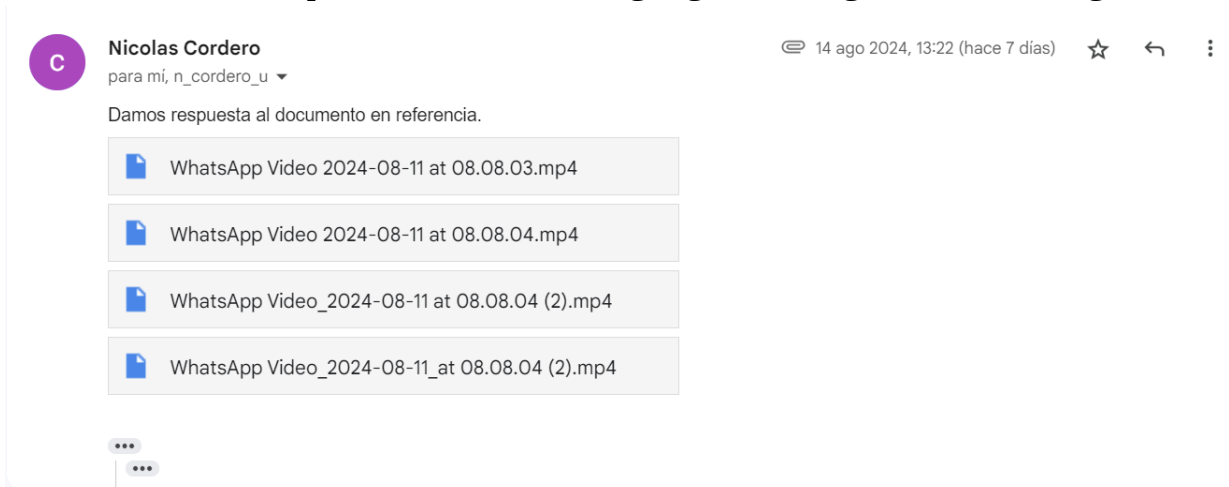 C
Nicolas Cordero
14 ago 2024, 13:22 (hace 7 días)
para mí, n_cordero_u
Damos respuesta al documento en referencia.
WhatsApp Video 2024-08-11 at 08.08.03.mp4
WhatsApp Video 2024-08-11 at 08.08.04.mp4
WhatsApp Video_2024-08-11 at 08.08.04 (2).mp4
WhatsApp Video_2024-08-11_at 08.08.04 (2).mp4